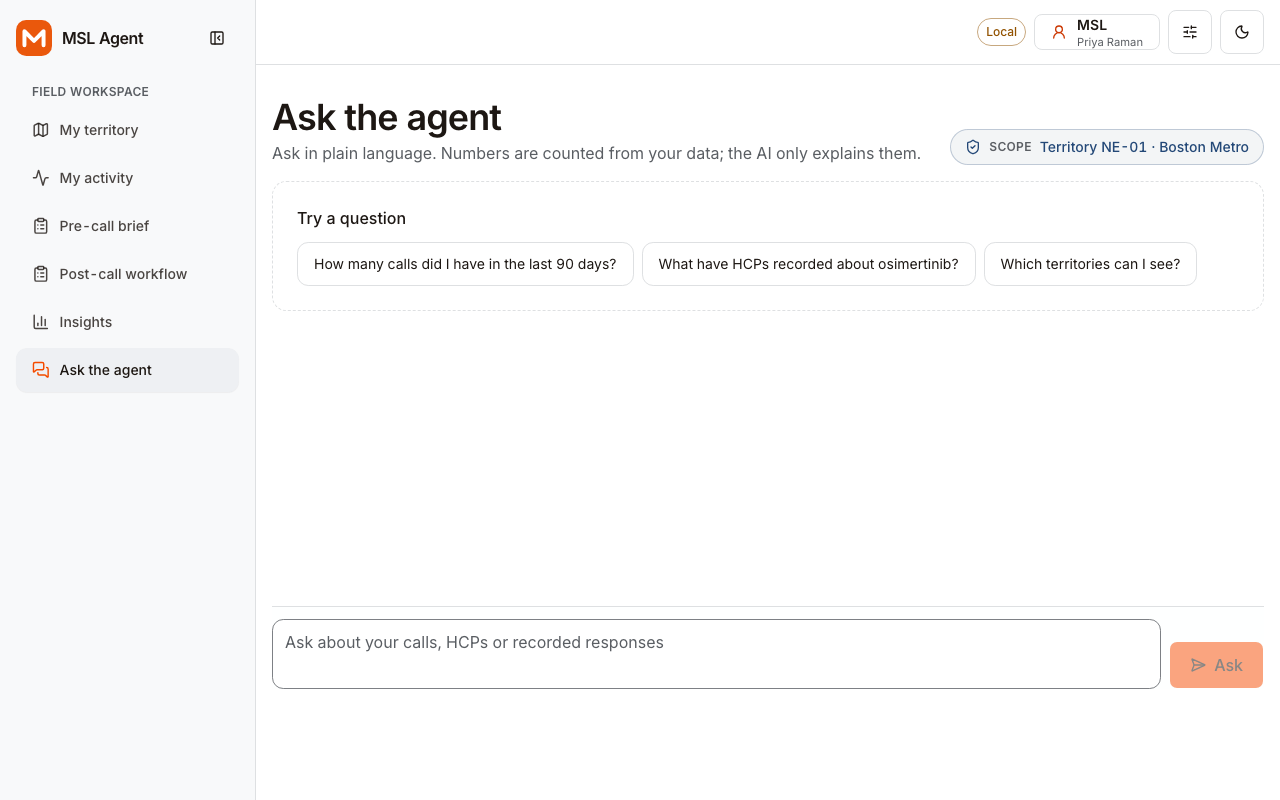 MSL Agent
FIELD WORKSPACE
My territory
My activity
Pre-call brief
Post-call workflow
Insights
Ask the agent
Local
MSL
Priya Raman
Ask the agent
Ask in plain language. Numbers are counted from your data; the AI only explains them.
SCOPE Territory NE-01 · Boston Metro
Try a question
How many calls did I have in the last 90 days?
What have HCPs recorded about osimertinib?
Which territories can I see?
Ask about your calls, HCPs or recorded responses
Ask